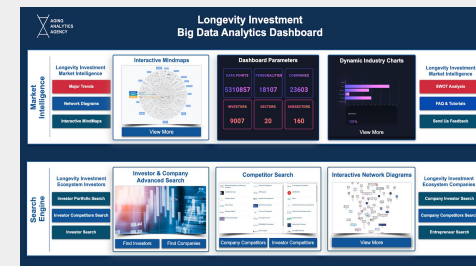 AGING
ANALYTICS
AGENCY
Longevity Investment
Big Data Analytics Dashboard
Market
Intelligence
Longevity Investment
Market Intelligence
Major Trends
Network Diagrams
Interactive MindMaps
Interactive Mindmaps
View More
Dashboard Parameters
DATA POINTS
PERSONALITIES
COMPANIES
5310857
18107
23603
INVESTORS
SECTORS
SUBSECTORS
9007
20
160
Dynamic Industry Charts
View More
Longevity Investment
Market Intelligence
SWOT Analysis
FAQ & Tutorials
Send Us Feedback
Search
Engine
Longevity Investment
Ecosystem Investors
Investor Portfolio Search
Investor Competitors Search
Investor Search
Investor & Company
Advanced Search
Find Investors
Find Companies
Competitor Search
Company Competitors
Investor Competitors
Interactive Network Diagrams
View More
Longevity Investment
Ecosystem Companies
Company Investor Search
Company Competitors Search
Entrepreneur Search